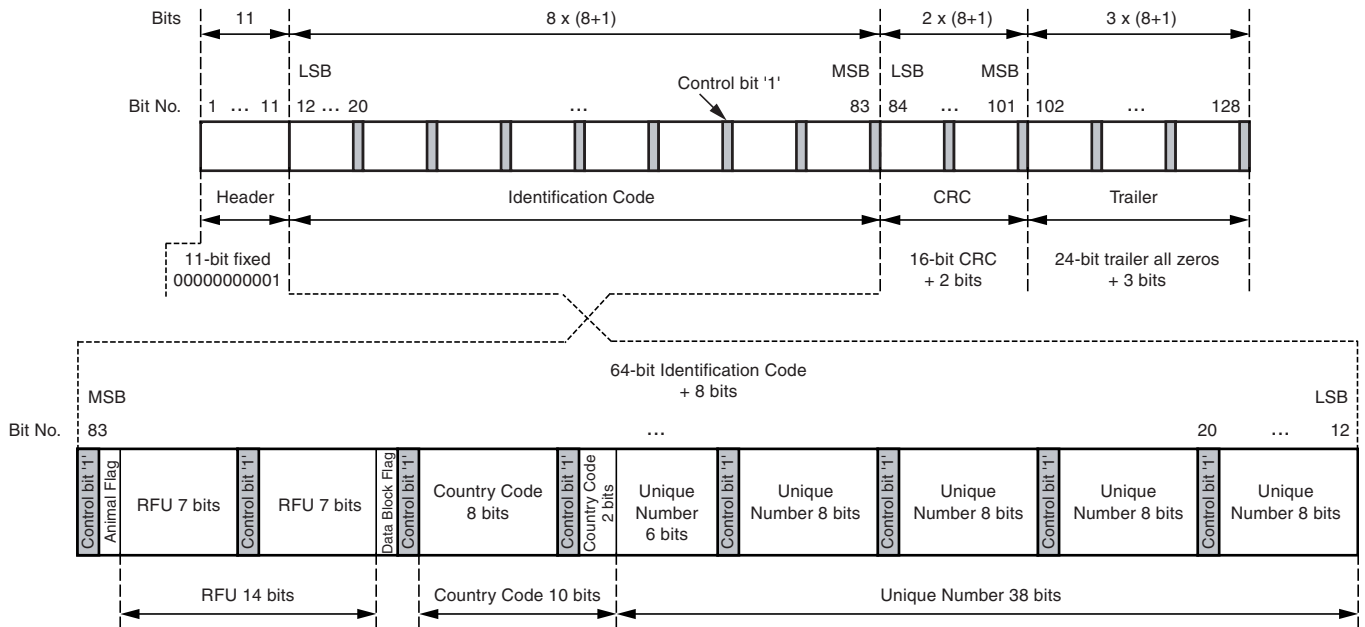 Bits 11 8 x (8+1) 2 x (8+1) 3 x (8+1)
LSB Control bit '1' MSB LSB MSB
Bit No. 1 ... 11 12 ... 20 ... 83 84 ... 101 102 ... 128
Header Identification Code CRC Trailer
11-bit fixed
00000000001
16-bit CRC
+ 2 bits
24-bit trailer all zeros
+ 3 bits
64-bit Identification Code
+ 8 bits
MSB LSB
Bit No. 83 ... 20 ... 12
Control bit '1'
Animal Flag
RFU 7 bits
Control bit '1'
RFU 7 bits
Data Block Flag
Control bit '1'
Country Code
8 bits
Control bit '1'
Country Code
2 bits
Unique
Number
6 bits
Control bit '1'
Unique
Number 8 bits
Control bit '1'
Unique
Number 8 bits
Control bit '1'
Unique
Number 8 bits
Control bit '1'
Unique
Number 8 bits
RFU 14 bits Country Code 10 bits Unique Number 38 bits